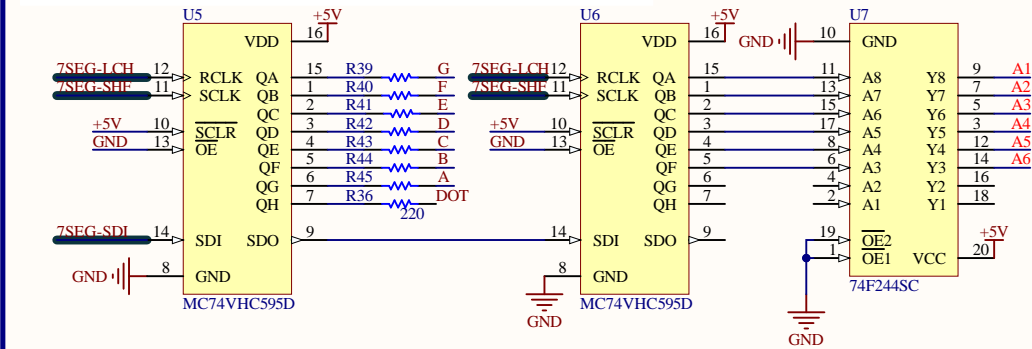 U5
+5V
VDD 16
7SEG-LCH 12 RCLK QA 15 R39 G
7SEG-SHF 11 SCLK QB 1 R40 F
QC 2 R41 E
+5V 10 SCLR QD 3 R42 D
GND 13 OE QE 4 R43 C
QF 5 R44 B
QG 6 R45 A
QH 7 R36 DOT
220
7SEG-SDI 14 SDI SDO 9
GND 8 GND
MC74VHC595D
U6
+5V
VDD 16
7SEG-LCH 12 RCLK QA 15
7SEG-SHF 11 SCLK QB 1
QC 2
+5V 10 SCLR QD 3
GND 13 OE QE 4
QF 5
QG 6
QH 7
14 SDI SDO 9
8 GND
GND
MC74VHC595D
U7
GND 10 GND
11 A8 Y8 9 A1
13 A7 Y7 7 A2
15 A6 Y6 5 A3
17 A5 Y5 3 A4
8 A4 Y4 12 A5
6 A3 Y3 14 A6
4 A2 Y2 16
2 A1 Y1 18
19 OE2
+5V
1 OE1 VCC 20
74F244SC
GND